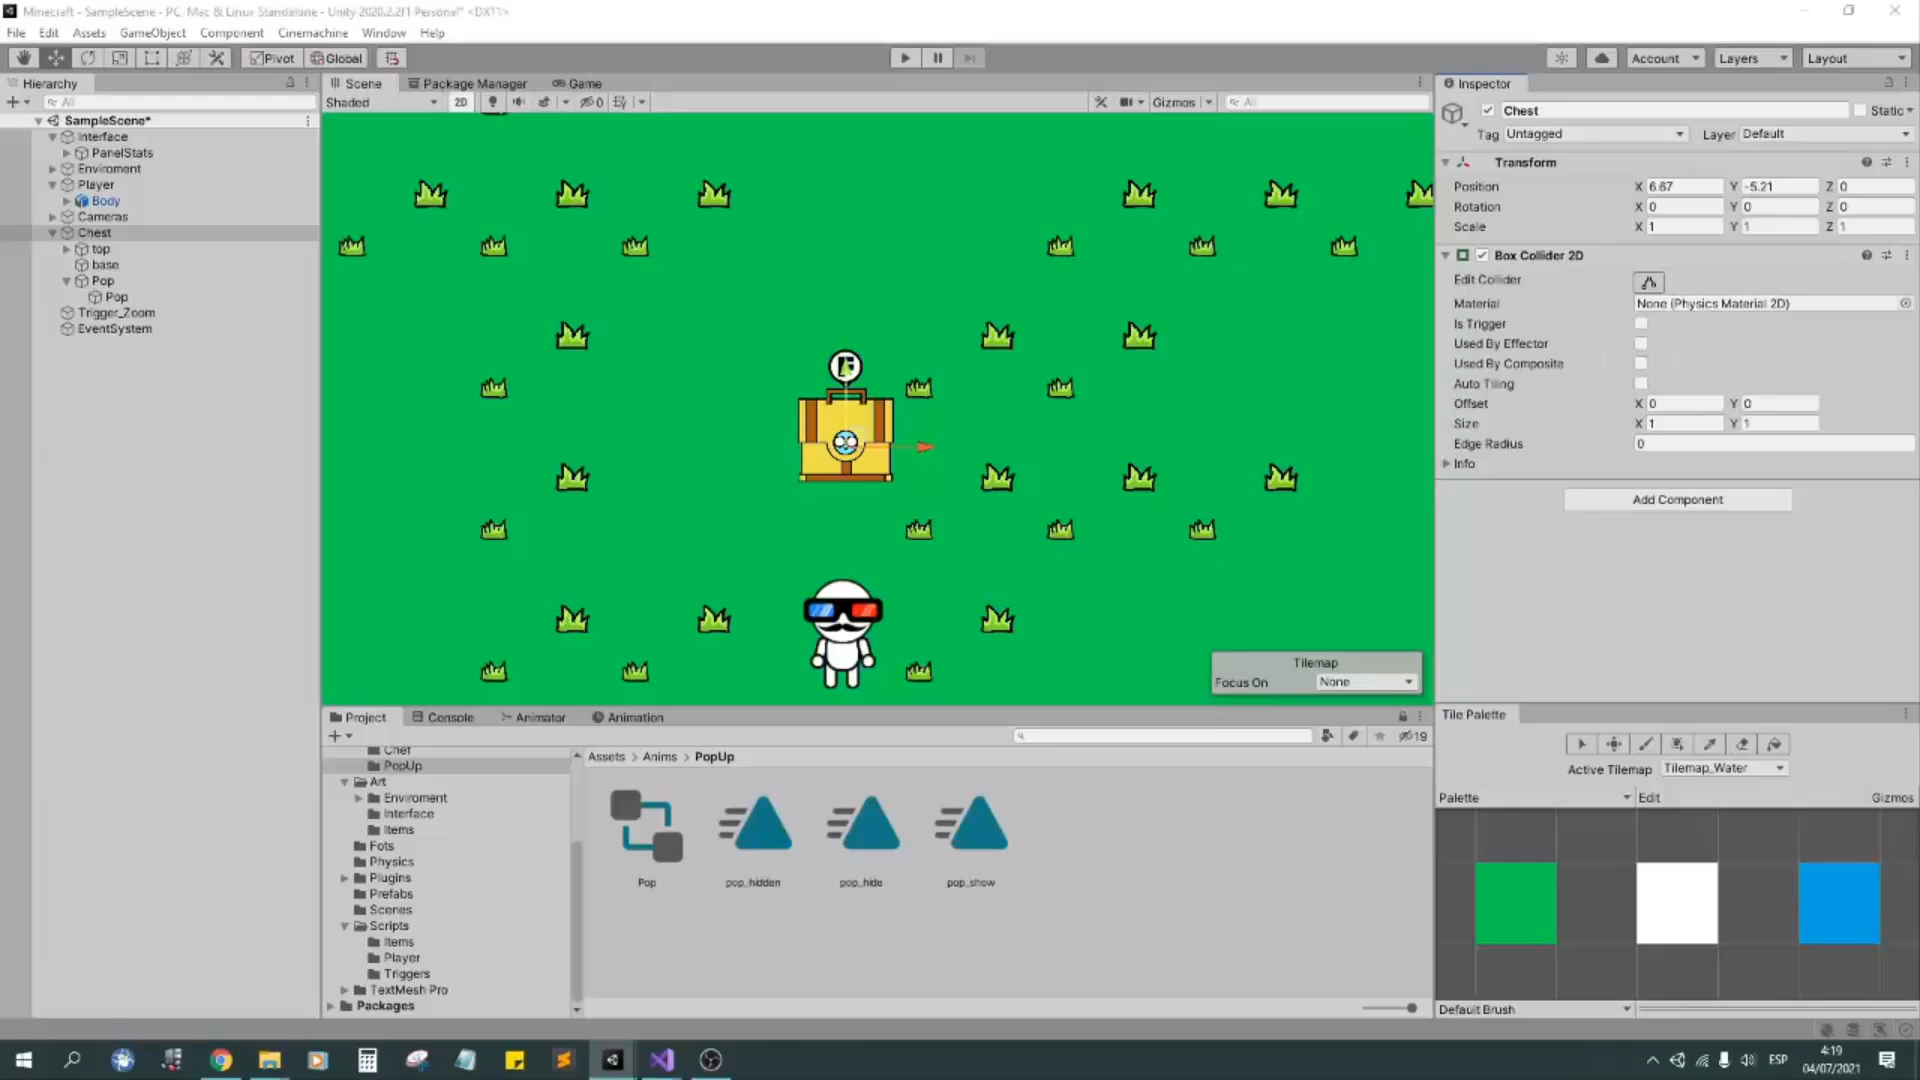 Minecraft - SampleScene - PC, Mac & Linux Standalone - Unity 2020.2.2f1 Personal* <DX11>
File Edit Assets GameObject Component Cinemachine Window Help
Pivot Global Account Layers Layout
Hierarchy Scene Package Manager Game Inspector
All Shaded 2D 0 Gizmos All
SampleScene*
Interface
PanelStats
Enviroment
Player
Body
Cameras
Chest
top
base
Pop
Pop
Trigger_Zoom
EventSystem
Chest Static
Tag Untagged Layer Default
Transform
Position X 6.67 Y -5.21 Z 0
Rotation X 0 Y 0 Z 0
Scale X 1 Y 1 Z 1
Box Collider 2D
Edit Collider
Material None (Physics Material 2D)
Is Trigger
Used By Effector
Used By Composite
Auto Tiling
Offset X 0 Y 0
Size X 1 Y 1
Edge Radius 0
Info
Add Component
Tilemap
Focus On None
Project Console Animator Animation
19
Chef
PopUp
Art
Enviroment
Interface
Items
Fots
Physics
Plugins
Prefabs
Scenes
Scripts
Items
Player
Triggers
TextMesh Pro
Packages
Assets > Anims > PopUp
Pop pop_hidden pop_hide pop_show
Tile Palette
Active Tilemap Tilemap_Water
Palette Edit Gizmos
Default Brush
ESP
4:19
04/07/2021